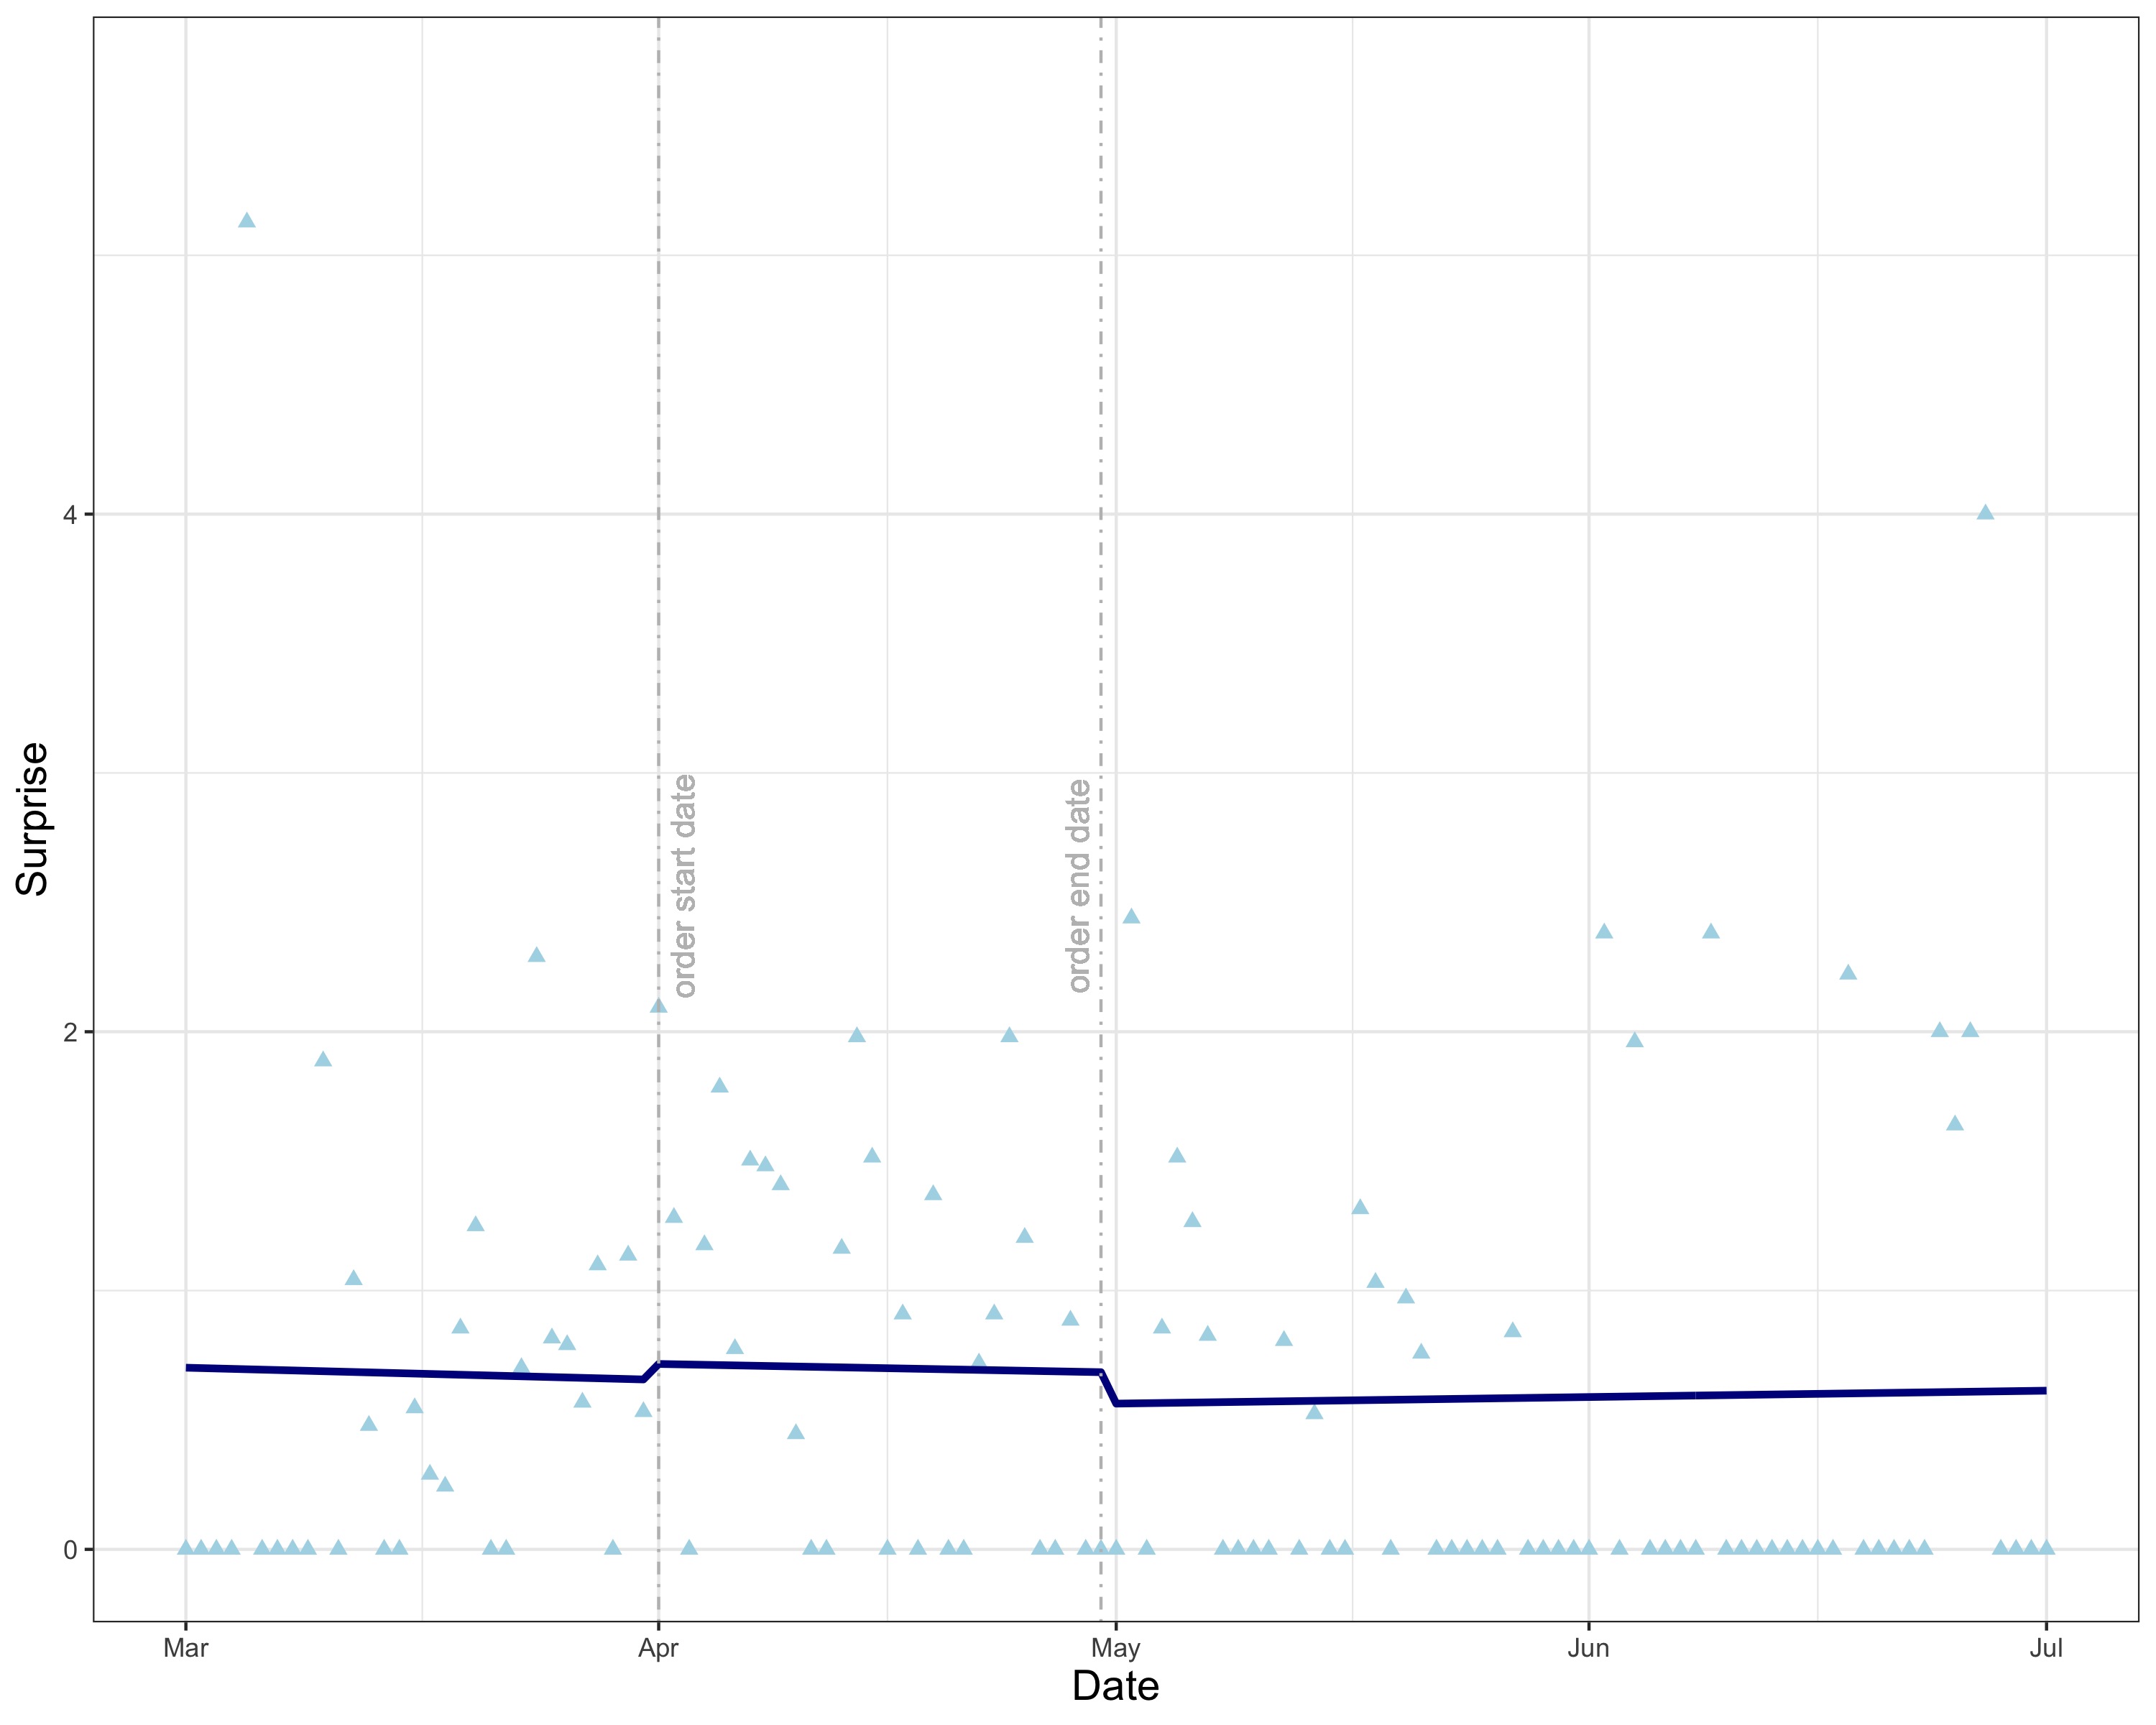 Surprise
4
2
0
order start date
order end date
Mar
Apr
May
Jun
Jul
Date